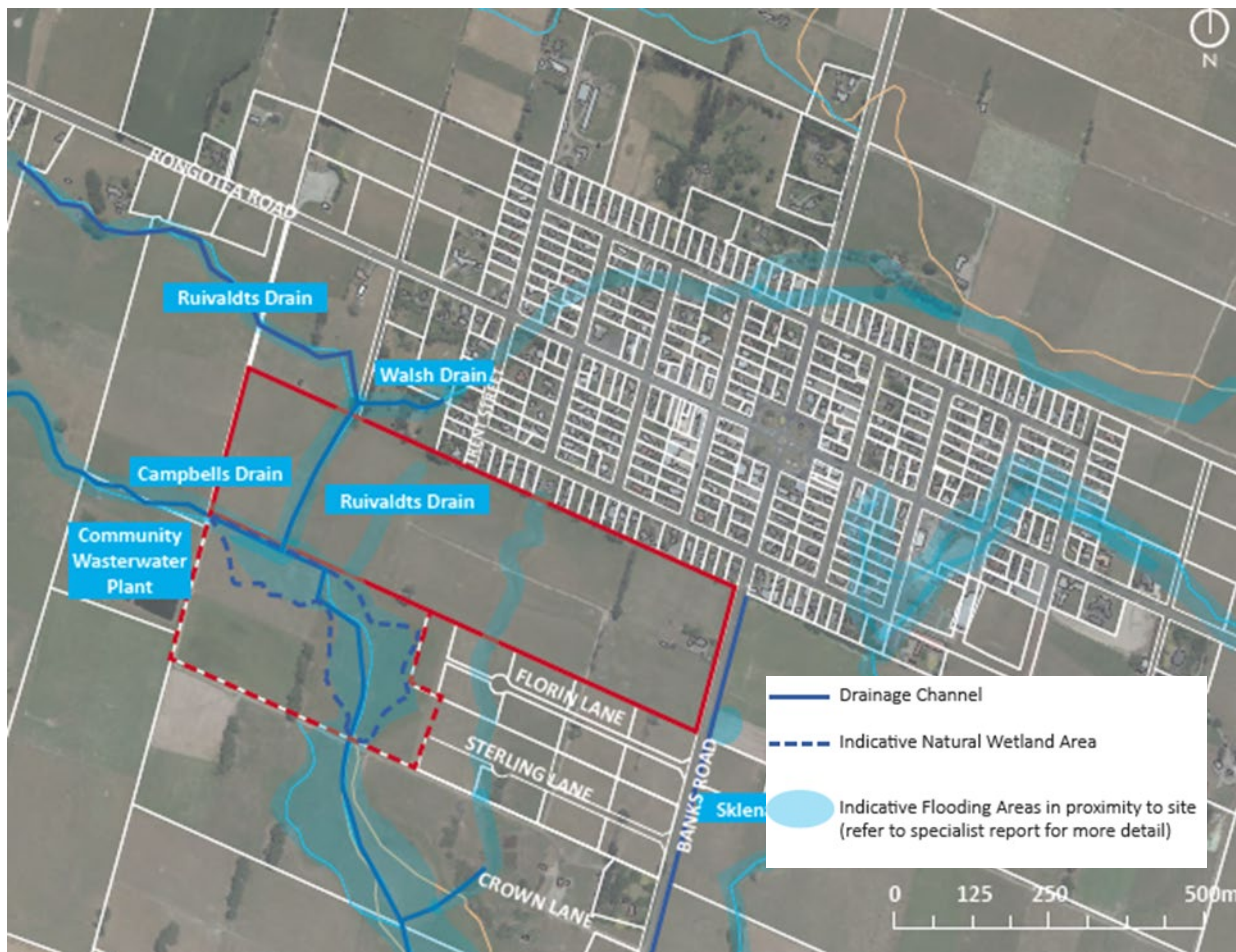 N
RONGOTEA ROAD
Ruivaldts Drain
Walsh Drain
Campbells Drain
Ruivaldts Drain
Community
Wasterwater
Plant
FLORIN LANE
STERLING LANE
BANKS ROAD
CROWN LANE
Drainage Channel
Indicative Natural Wetland Area
Indicative Flooding Areas in proximity to site
(refer to specialist report for more detail)
0 125 250 500m